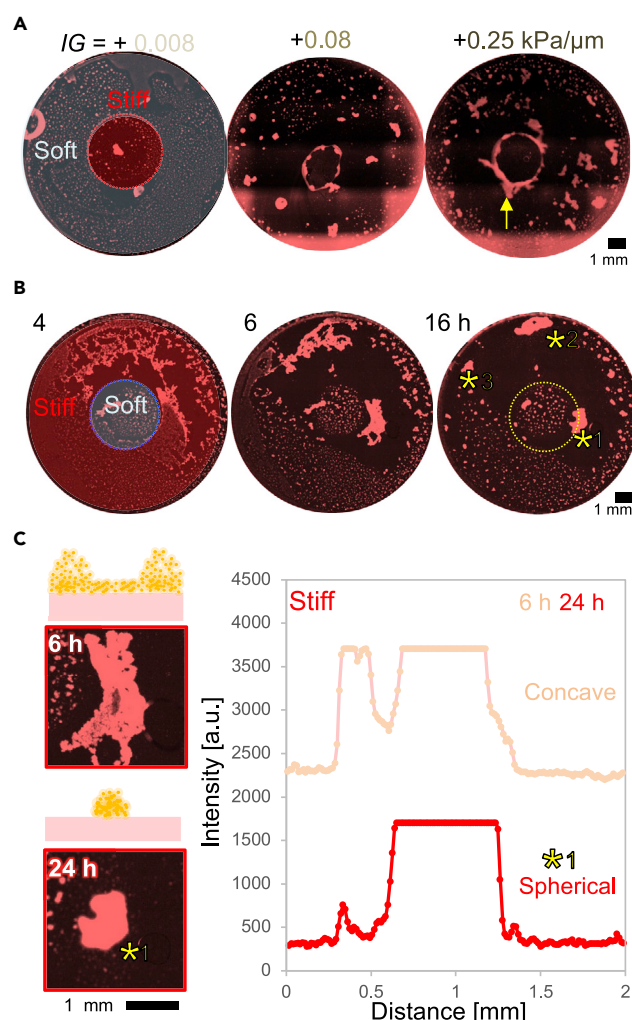 A
IG = + 0.008
+0.08
+0.25 kPa/µm
Stiff
Soft
1 mm
B
4
6
16 h
Stiff
Soft
*2
*3
*1
1 mm
C
6 h
24 h
*1
1 mm
Stiff
6 h 24 h
Concave
*1
Spherical
Intensity [a.u.]
4500
4000
3500
3000
2500
2000
1500
1000
500
0
0
0.5
1
1.5
2
Distance [mm]